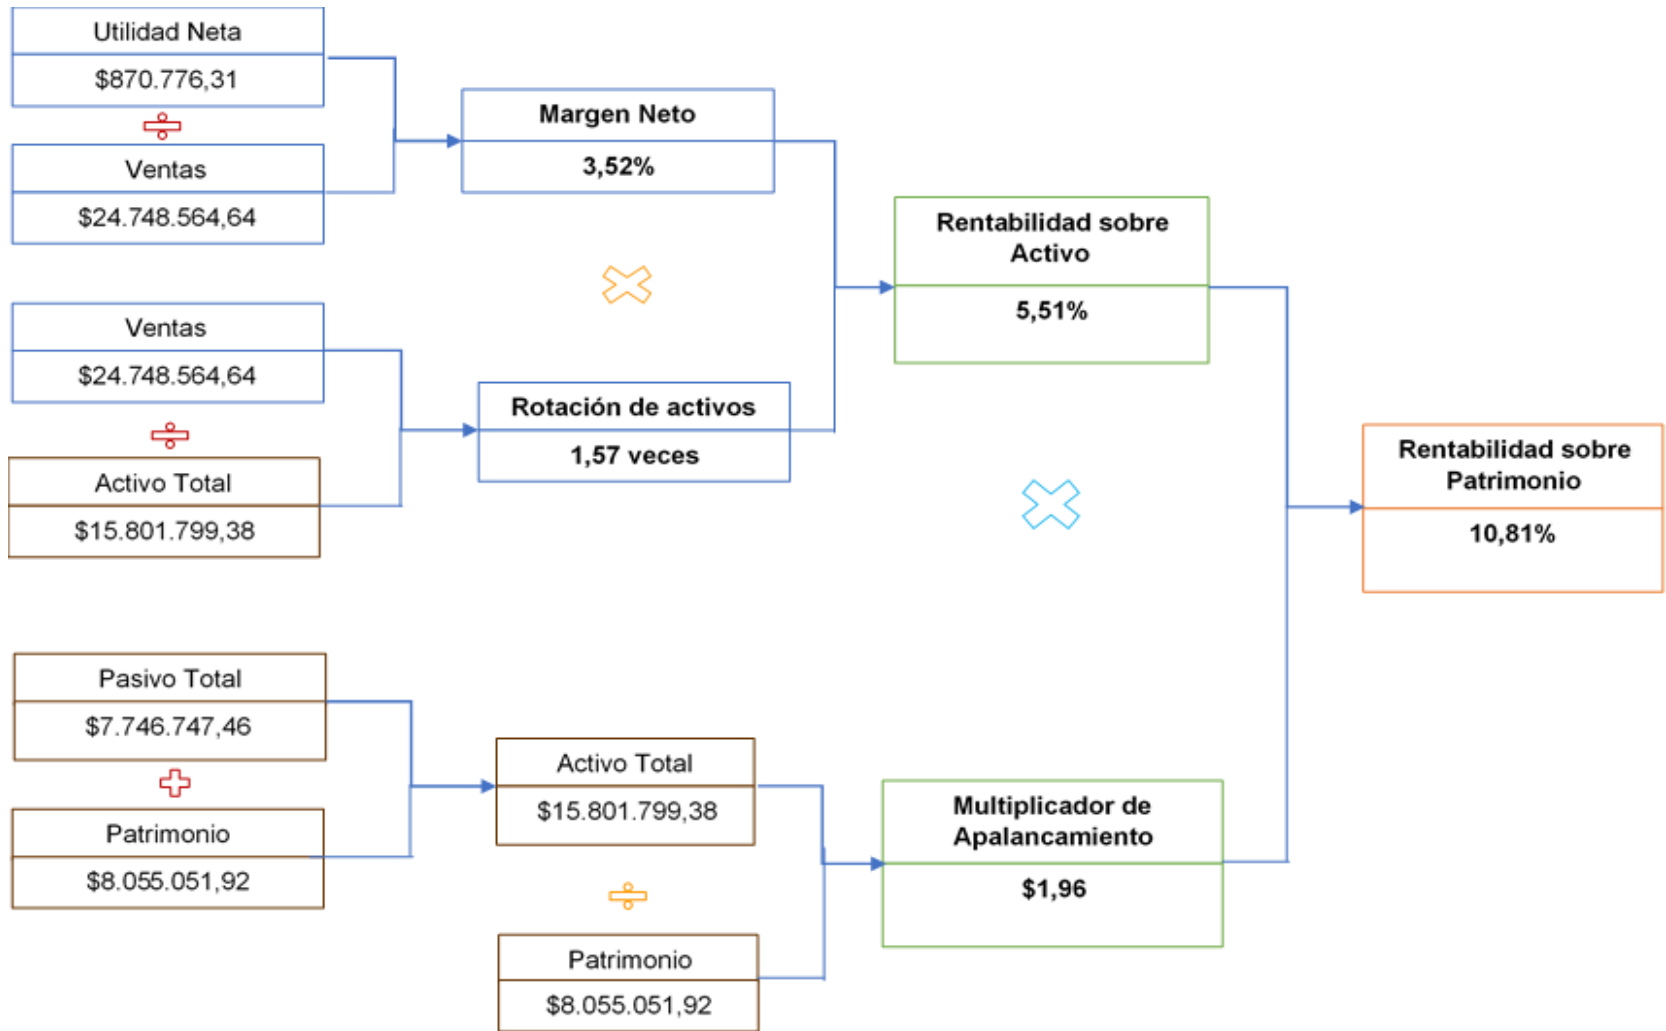 Utilidad Neta
$870.776,31
Ventas
$24.748.564,64
Margen Neto
3,52%
Ventas
$24.748.564,64
Activo Total
$15.801.799,38
Rotación de activos
1,57 veces
Rentabilidad sobre
Activo
5,51%
Pasivo Total
$7.746.747,46
Patrimonio
$8.055.051,92
Activo Total
$15.801.799,38
Patrimonio
$8.055.051,92
Multiplicador de
Apalancamiento
$1,96
Rentabilidad sobre
Patrimonio
10,81%